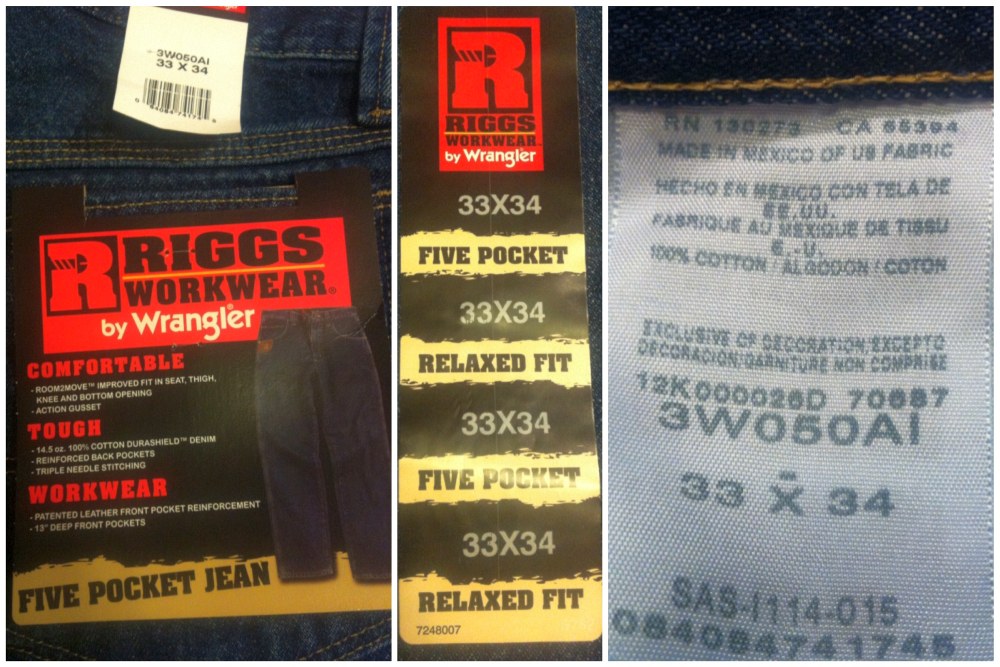 3W050AI
33 X 34
RIGGS
WORKWEAR®
by Wrangler®
COMFORTABLE
- ROOM2MOVE™ IMPROVED FIT IN SEAT, THIGH,
KNEE AND BOTTOM OPENING
- ACTION GUSSET
TOUGH
- 14.5 oz. 100% COTTON DURASHIELD™ DENIM
- REINFORCED BACK POCKETS
- TRIPLE NEEDLE STITCHING
WORKWEAR
- PATENTED LEATHER FRONT POCKET REINFORCEMENT
- 13" DEEP FRONT POCKETS
FIVE POCKET JEAN
R
RIGGS
WORKWEAR
by Wrangler
33X34
FIVE POCKET
33X34
RELAXED FIT
33X34
FIVE POCKET
33X34
RELAXED FIT
7248007
RN 130273 CA 55394
MADE IN MEXICO OF US FABRIC
HECHO EN MEXICO CON TELA DE
EE.UU.
FABRIQUE AU MEXIQUE DE TISSU
E.-U.
100% COTTON / ALGODON / COTON
EXCLUSIVE OF DECORATION/EXCEPTO
DECORACION/GARNITURE NON COMPRISE
12K000026D 70687
3W050AI
33 X 34
SAS-I114-015
084084741745